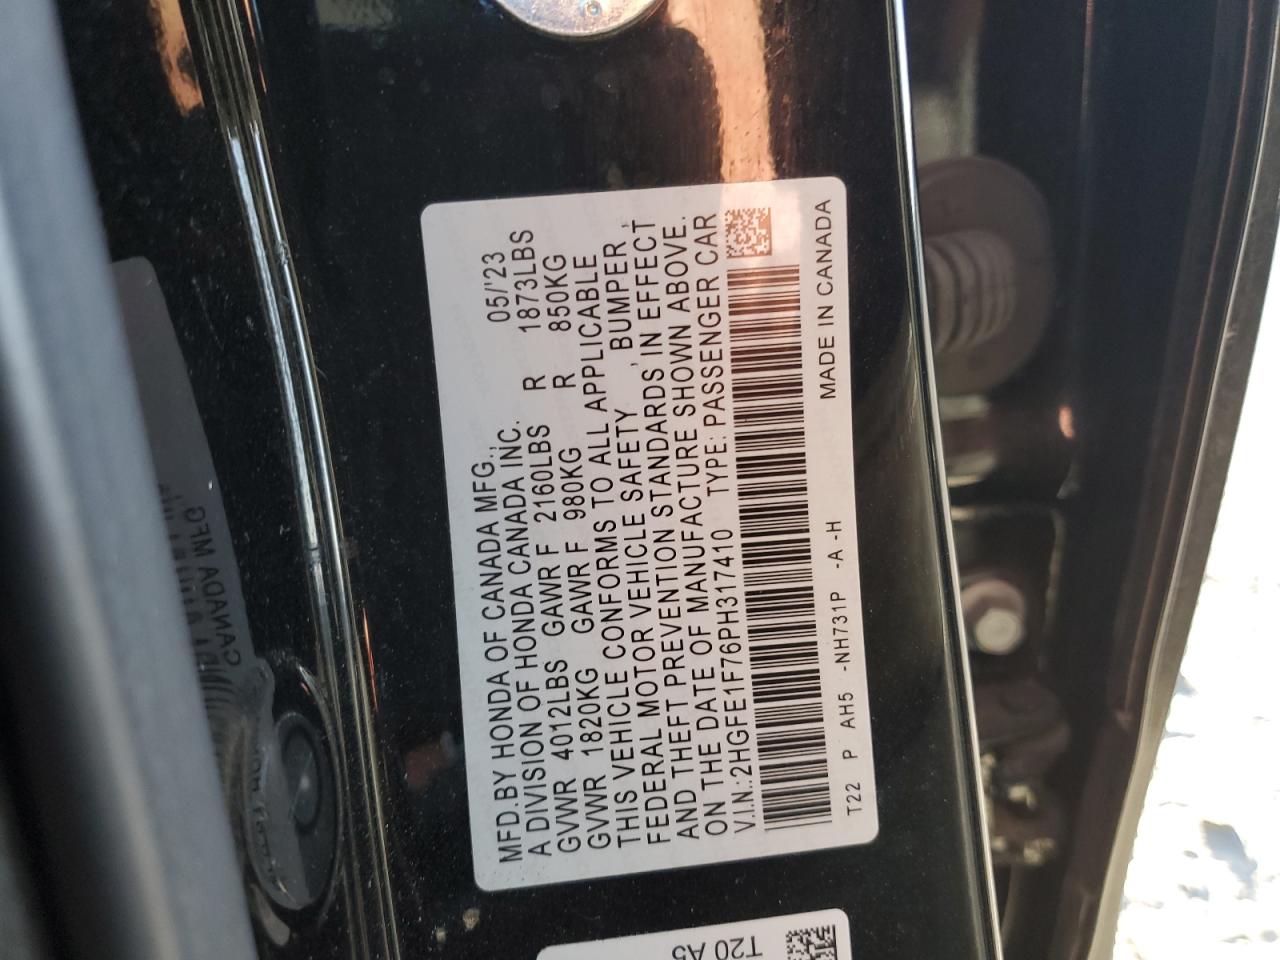 MFD.BY HONDA OF CANADA MFG.,
A DIVISION OF HONDA CANADA INC. 05/'23
GVWR 4012LBS GAWR F 2160LBS R 1873LBS
GVWR 1820KG GAWR F 980KG R 850KG
THIS VEHICLE CONFORMS TO ALL APPLICABLE
FEDERAL MOTOR VEHICLE SAFETY , BUMPER ,
AND THEFT PREVENTION STANDARDS IN EFFECT
ON THE DATE OF MANUFACTURE SHOWN ABOVE.
V.I.N.:2HGFE1F76PH317410 TYPE: PASSENGER CAR
T22 P AH5 -NH731P -A -H MADE IN CANADA
T20 A5
CANADA MFG